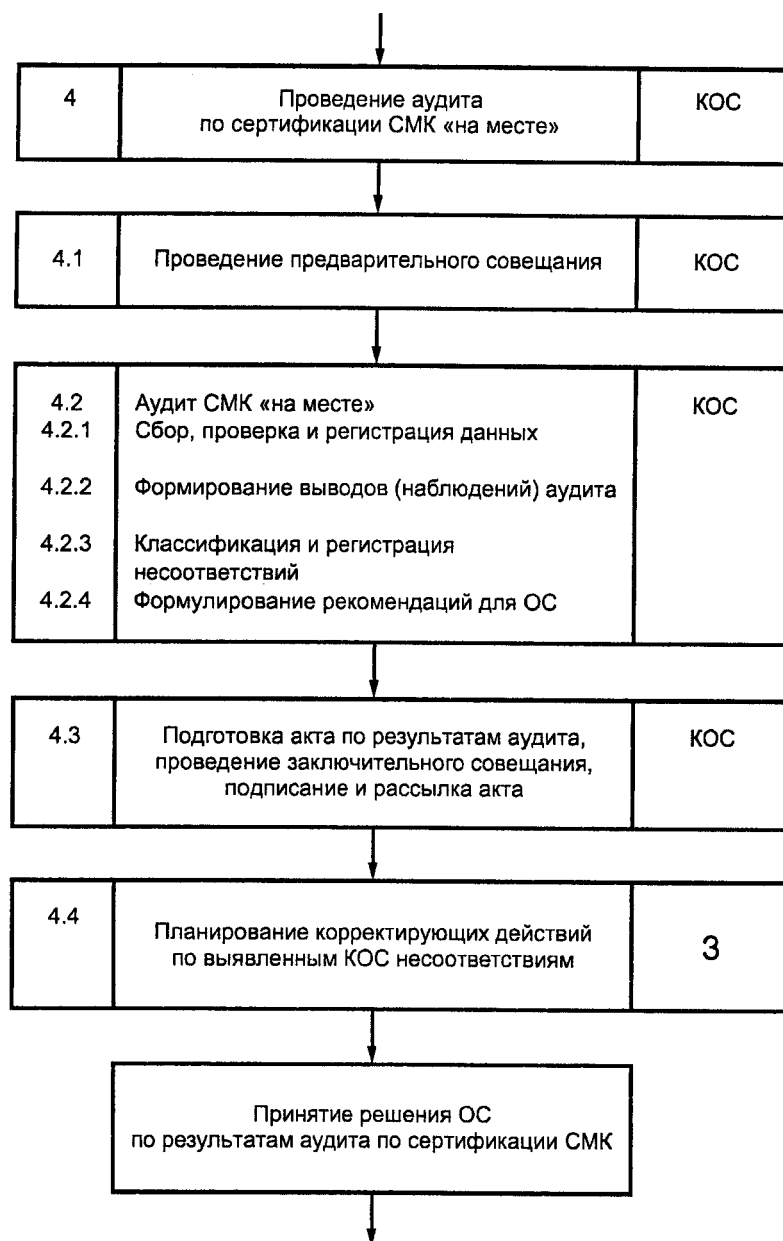 4 Проведение аудита КОС
по сертификации СМК «на месте»
4.1 Проведение предварительного совещания КОС
4.2 Аудит СМК «на месте» КОС
4.2.1 Сбор, проверка и регистрация данных
4.2.2 Формирование выводов (наблюдений) аудита
4.2.3 Классификация и регистрация
несоответствий
4.2.4 Формулирование рекомендаций для ОС
4.3 Подготовка акта по результатам аудита, КОС
проведение заключительного совещания,
подписание и рассылка акта
4.4 Планирование корректирующих действий З
по выявленным КОС несоответствиям
Принятие решения ОС
по результатам аудита по сертификации СМК